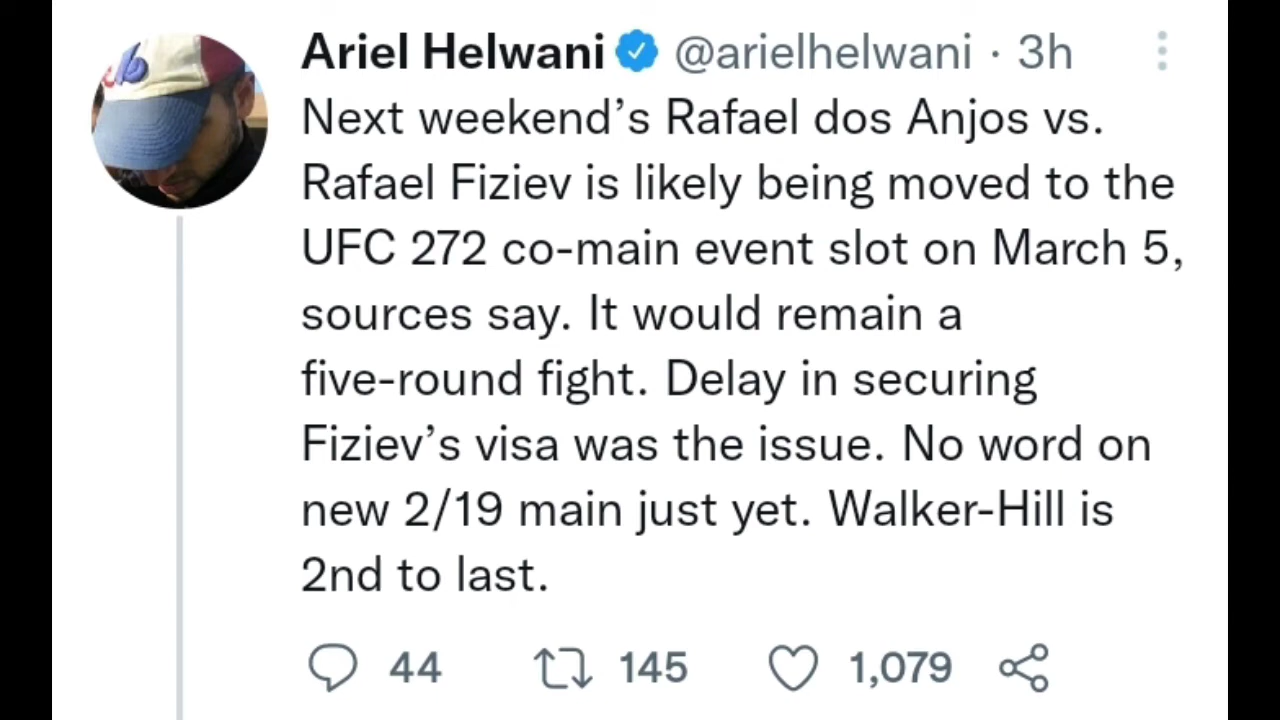 Ariel Helwani @arielhelwani · 3h
Next weekend’s Rafael dos Anjos vs.
Rafael Fiziev is likely being moved to the
UFC 272 co-main event slot on March 5,
sources say. It would remain a
five-round fight. Delay in securing
Fiziev’s visa was the issue. No word on
new 2/19 main just yet. Walker-Hill is
2nd to last.
44 145 1,079